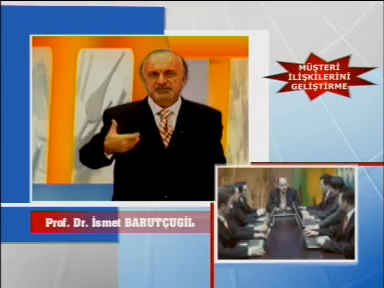 MÜŞTERİ
İLİŞKİLERİNİ
GELİŞTİRME
Prof. Dr. İsmet BARUTÇUGİL